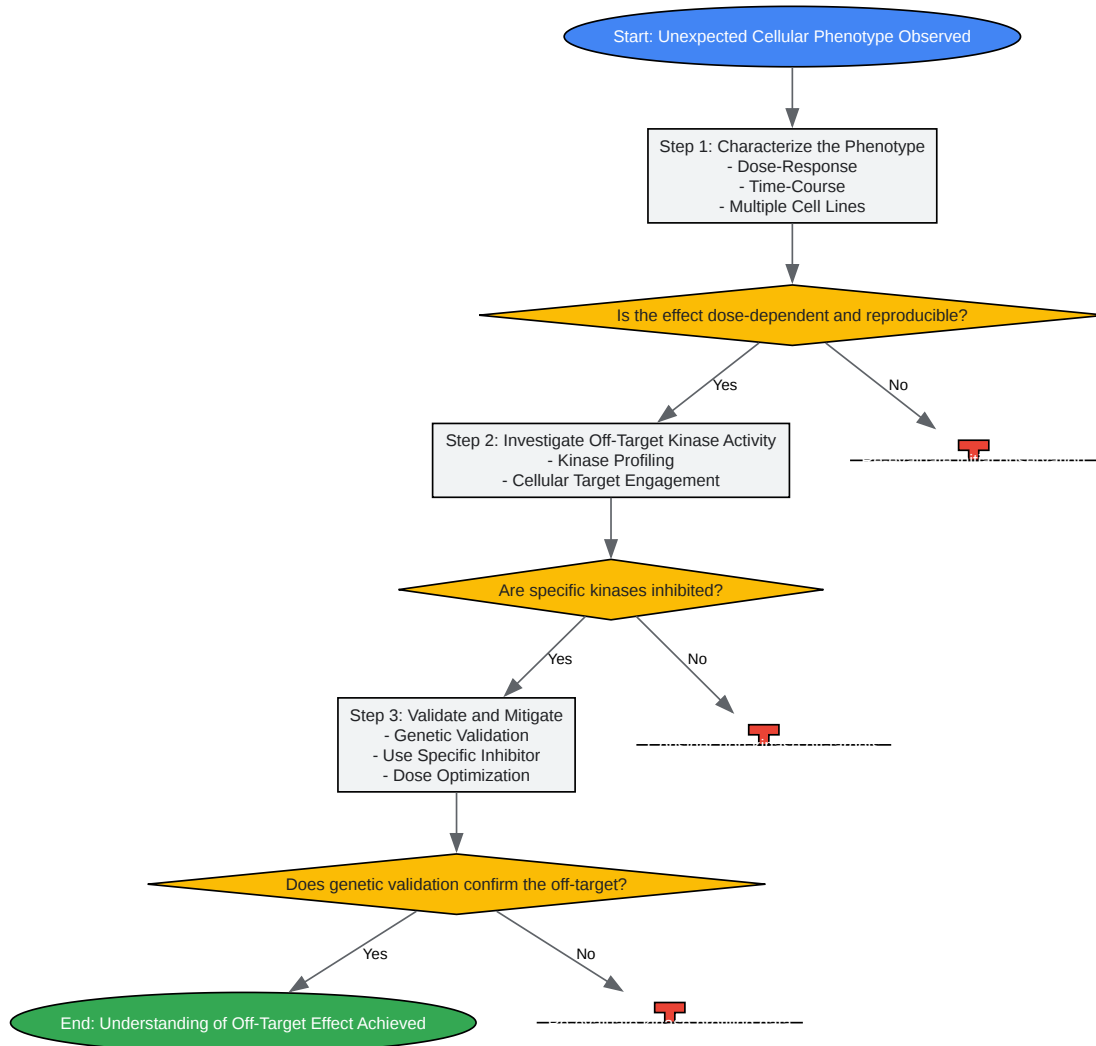 Start: Unexpected Cellular Phenotype Observed
Step 1: Characterize the Phenotype
- Dose-Response
- Time-Course
- Multiple Cell Lines
Is the effect dose-dependent and reproducible?
Yes
No
Step 2: Investigate Off-Target Kinase Activity
- Kinase Profiling
- Cellular Target Engagement
Are specific kinases inhibited?
Yes
No
Step 3: Validate and Mitigate
- Genetic Validation
- Use Specific Inhibitor
- Dose Optimization
Does genetic validation confirm the off-target?
Yes
No
End: Understanding of Off-Target Effect Achieved